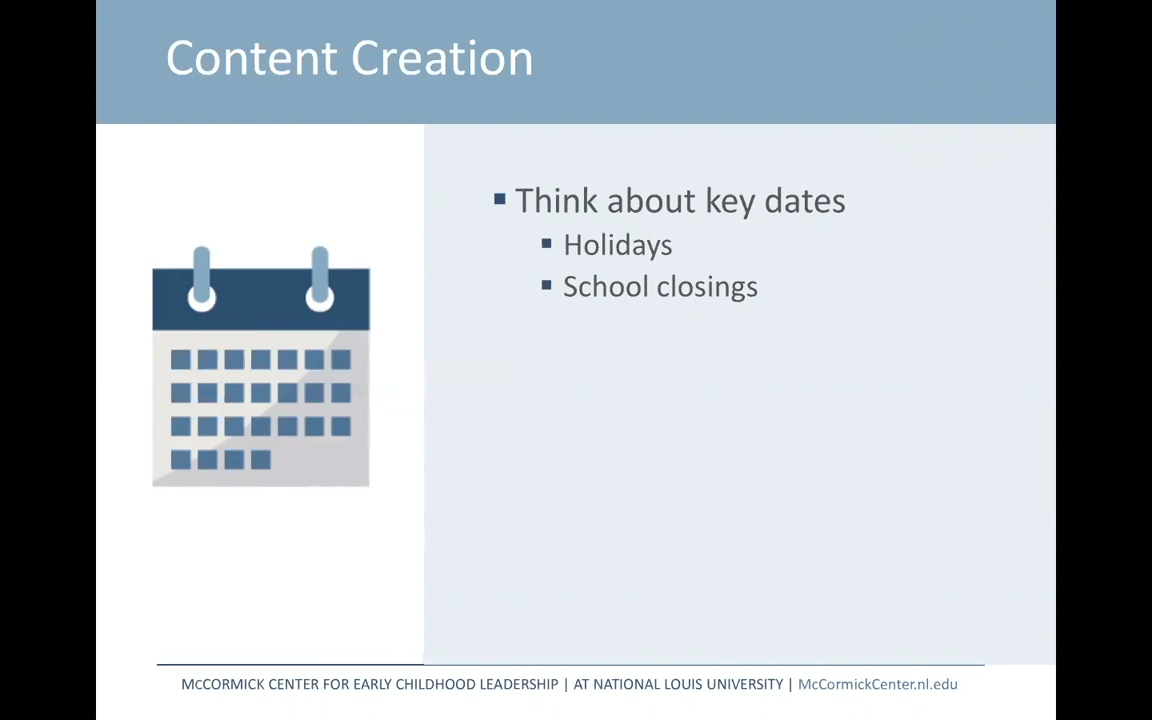 Content Creation
Think about key dates
Holidays
School closings
McCORMICK CENTER FOR EARLY CHILDHOOD LEADERSHIP | AT NATIONAL LOUIS UNIVERSITY | McCormickCenter.nl.edu